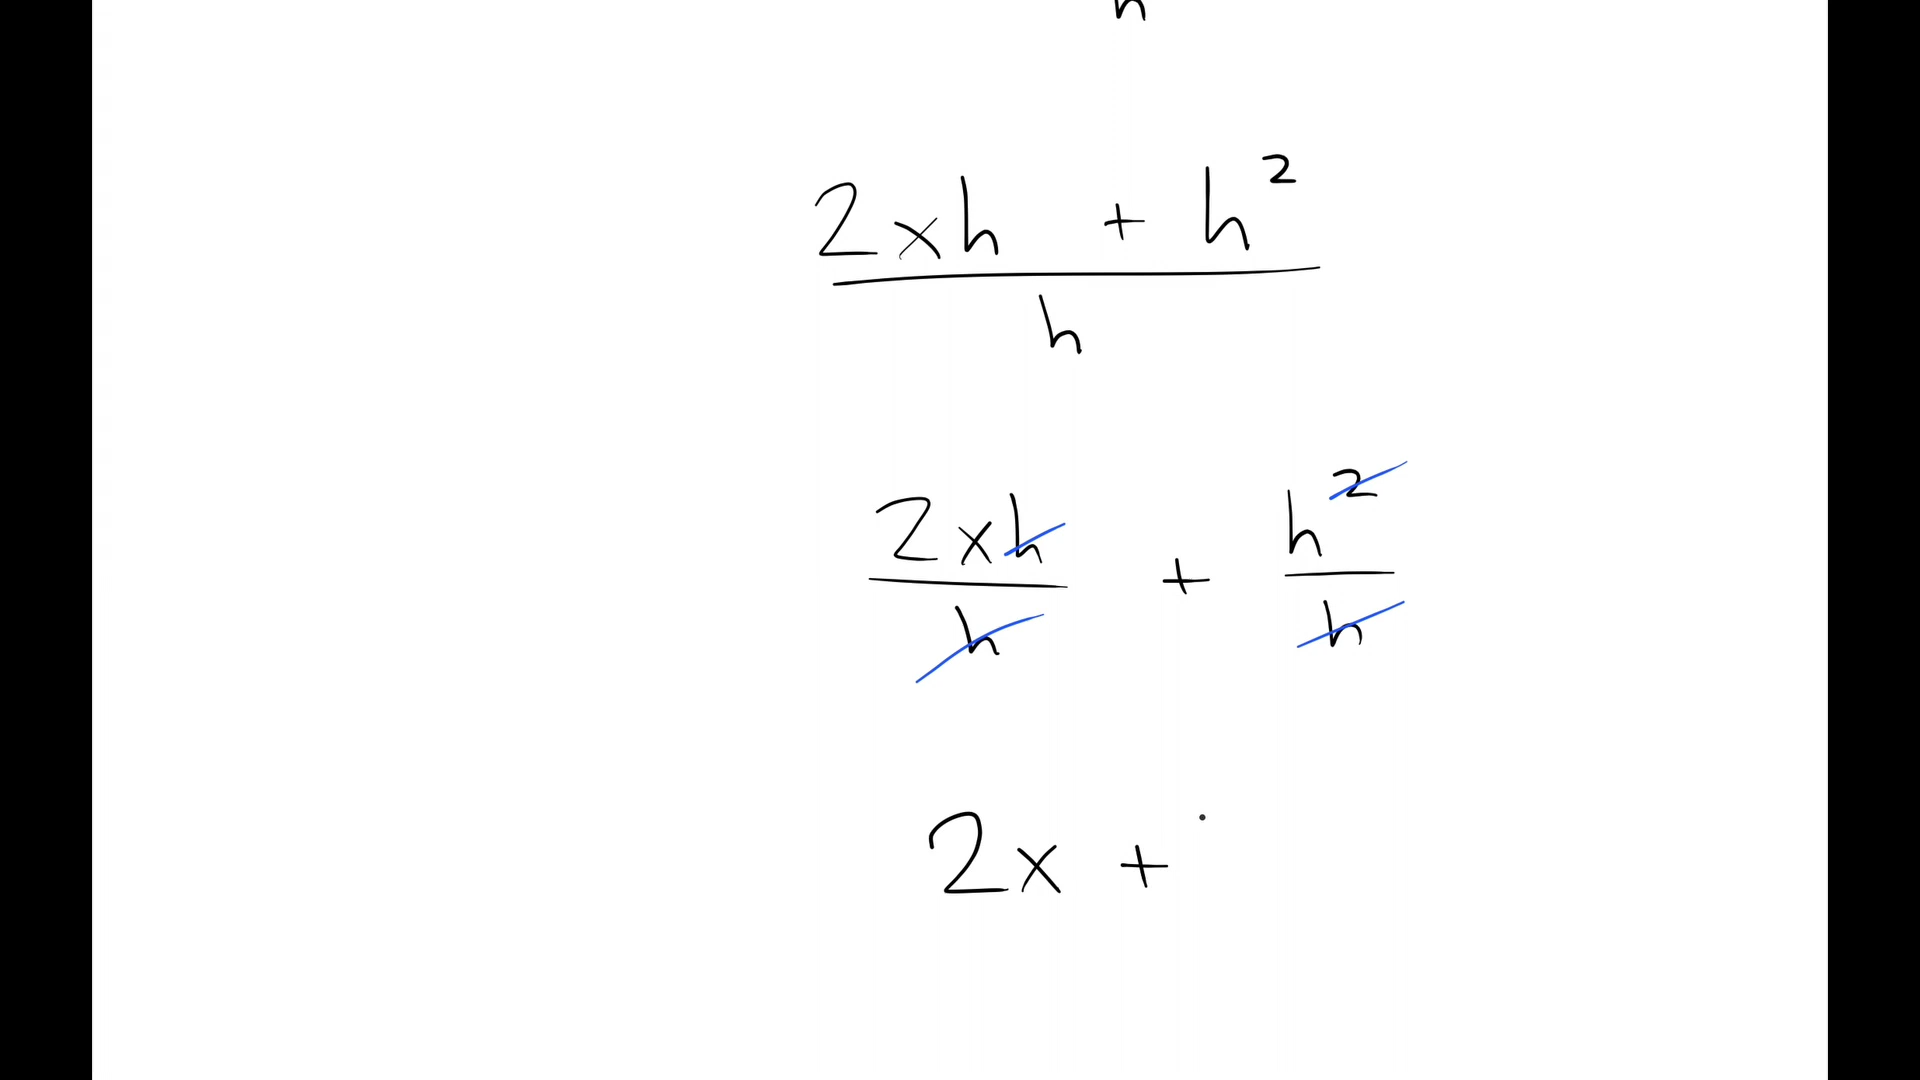 h
2xh + h²
h
2xh + h²
h h
2x +